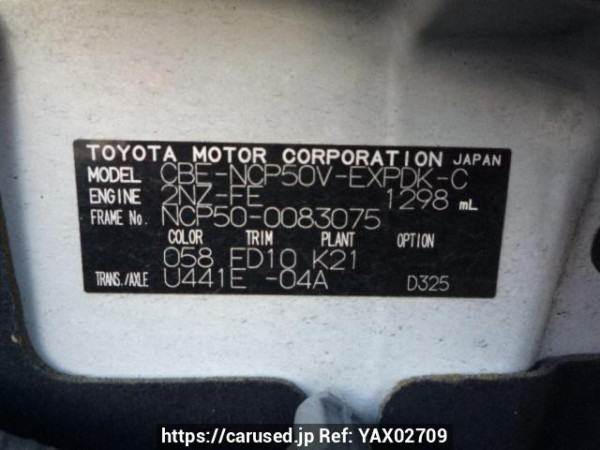 TOYOTA MOTOR CORPORATION JAPAN
MODEL CBE-NCP50V-EXPDK-C
ENGINE 2NZ-FE 1298 mL
FRAME No. NCP50-0083075
COLOR TRIM PLANT OPTION
058 FD10 K21
TRANS./AXLE U441E -04A D325
https://carused.jp Ref: YAX02709